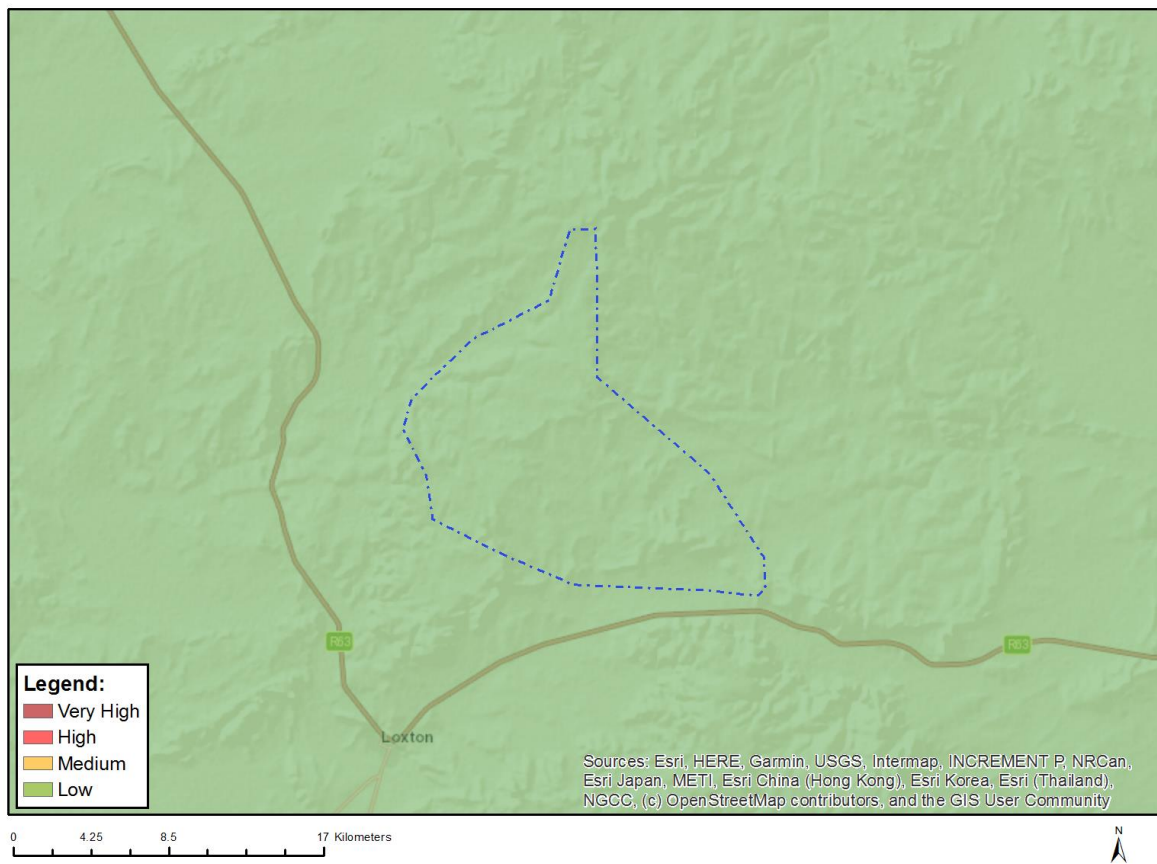 R63
R63
Loxton
Legend:
Very High
High
Medium
Low
Sources: Esri, HERE, Garmin, USGS, Intermap, INCREMENT P, NRCan,
Esri Japan, METI, Esri China (Hong Kong), Esri Korea, Esri (Thailand),
NGCC, (c) OpenStreetMap contributors, and the GIS User Community
0 4.25 8.5 17 Kilometers
N